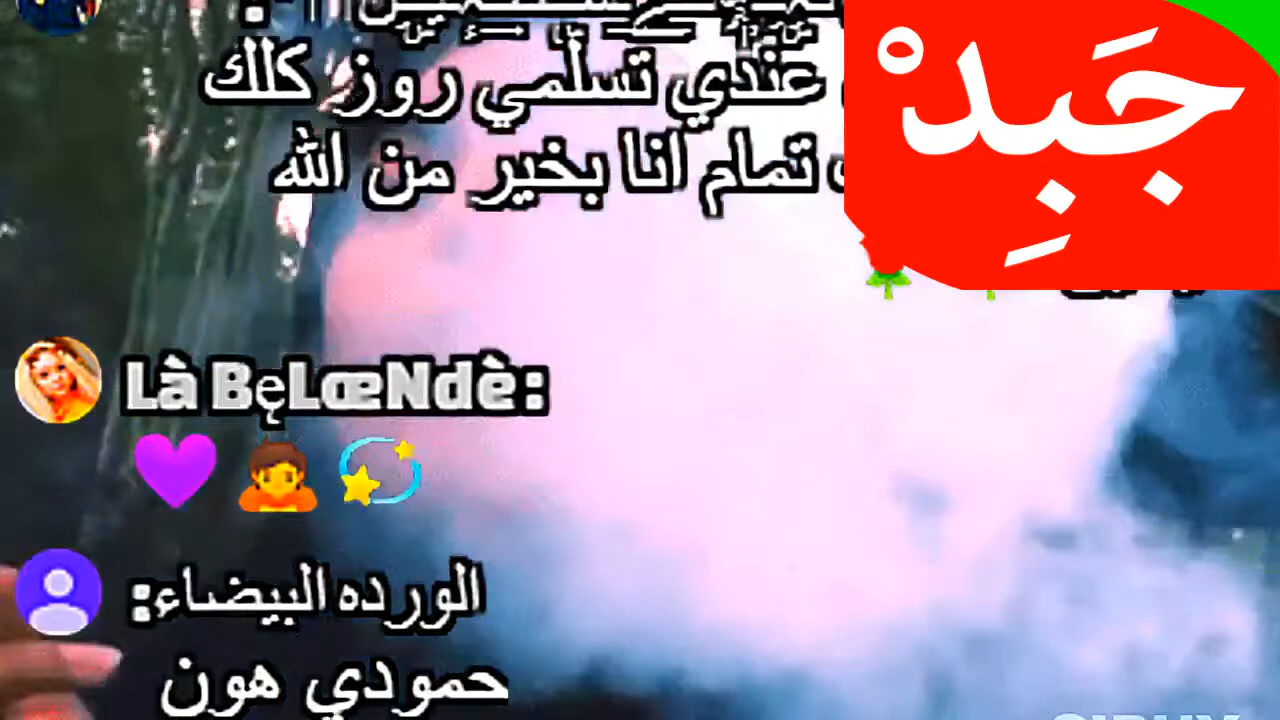 جَبِدْ
عندي تسلمي روز كلك
تمام انا بخير من الله
Là BęLœNdè:
الورده البيضاء:
حمودي هون